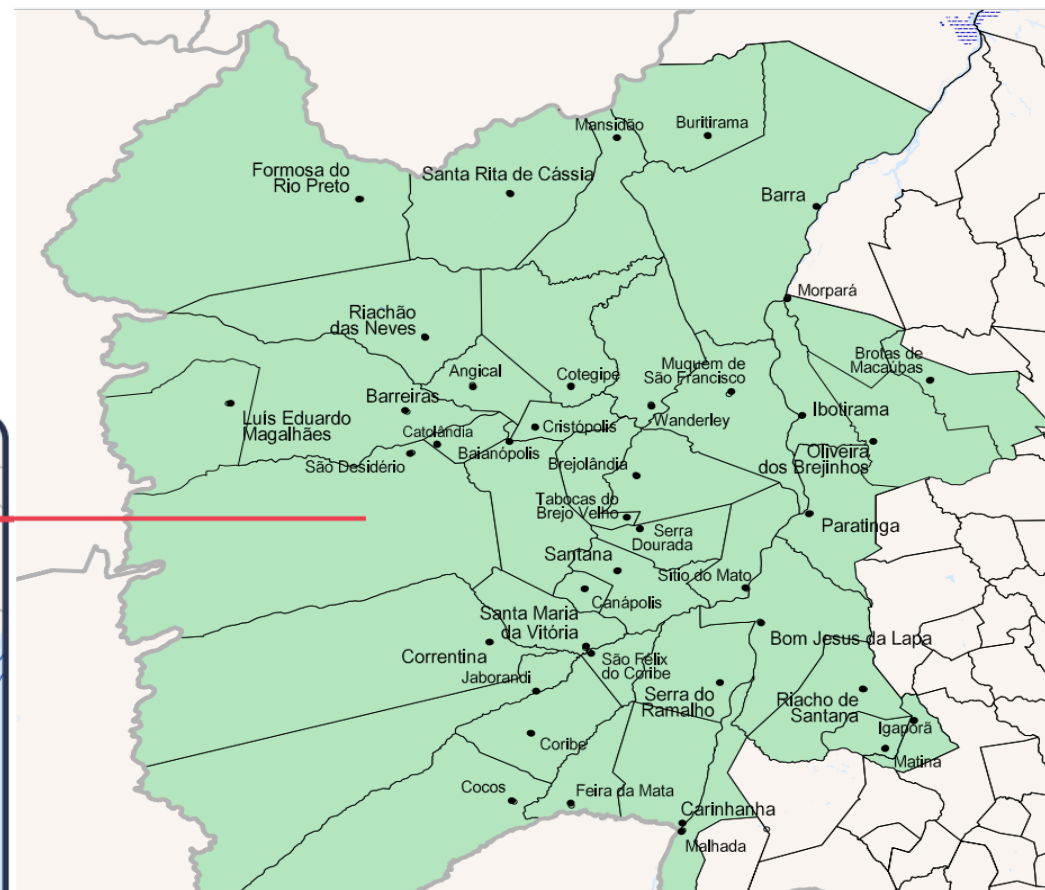 Mansidão
Buritirama
Formosa do
Rio Preto
Santa Rita de Cássia
Barra
Morpará
Riachão
das Neves
Brotas de
Macaúbas
Muquém de
São Francisco
Angical
Cotegipe
Barreiras
Luís Eduardo
Magalhães
Ibotirama
Wanderley
Cristópolis
Catolândia
Baianópolis
São Desidério
Oliveira
dos Brejinhos
Brejolândia
Tabocas do
Brejo Velho
Paratinga
Serra
Dourada
Santana
Sítio do Mato
Canápolis
Santa Maria
da Vitória
Bom Jesus da Lapa
Correntina
São Félix
do Coribe
Jaborandi
Serra do
Ramalho
Riacho de
Santana
Igaporã
Coribe
Matina
Cocos
Feira da Mata
Carinhanha
Malhada